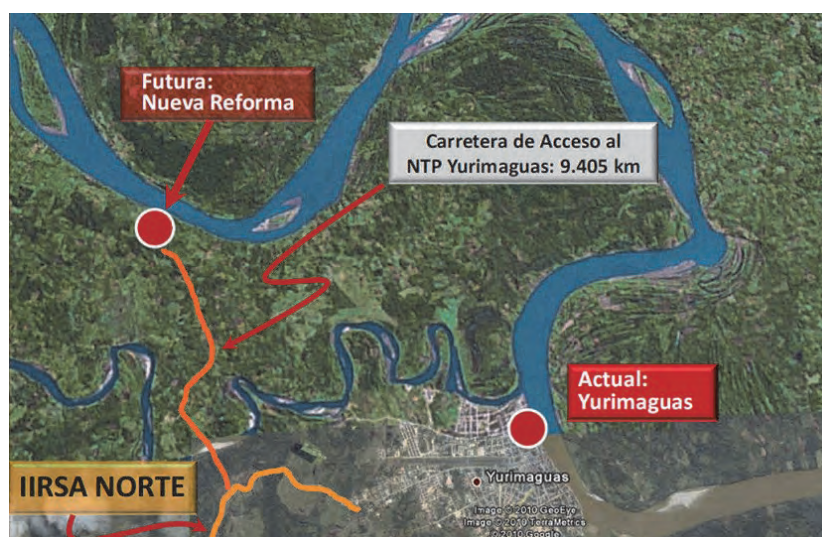 Futura:
Nueva Reforma
Carretera de Acceso al
NTP Yurimaguas: 9.405 km
Actual:
Yurimaguas
IIRSA NORTE
Yurimaguas
Image © 2010 GeoEye
Image © 2010 TerraMetrics
© 2010 Google